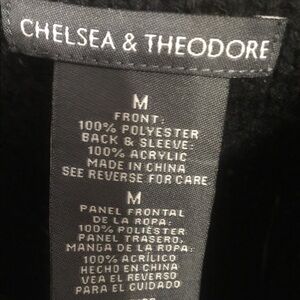 CHELSEA & THEODORE
M
FRONT:
100% POLYESTER
BACK & SLEEVE:
100% ACRYLIC
MADE IN CHINA
SEE REVERSE FOR CARE
M
PANEL FRONTAL
DE LA ROPA:
100% POLIÉSTER
PANEL TRASERO,
MANGA DE LA ROPA:
100% ACRÍLICO
HECHO EN CHINA
VEA EL REVERSO
PARA EL CUIDADO